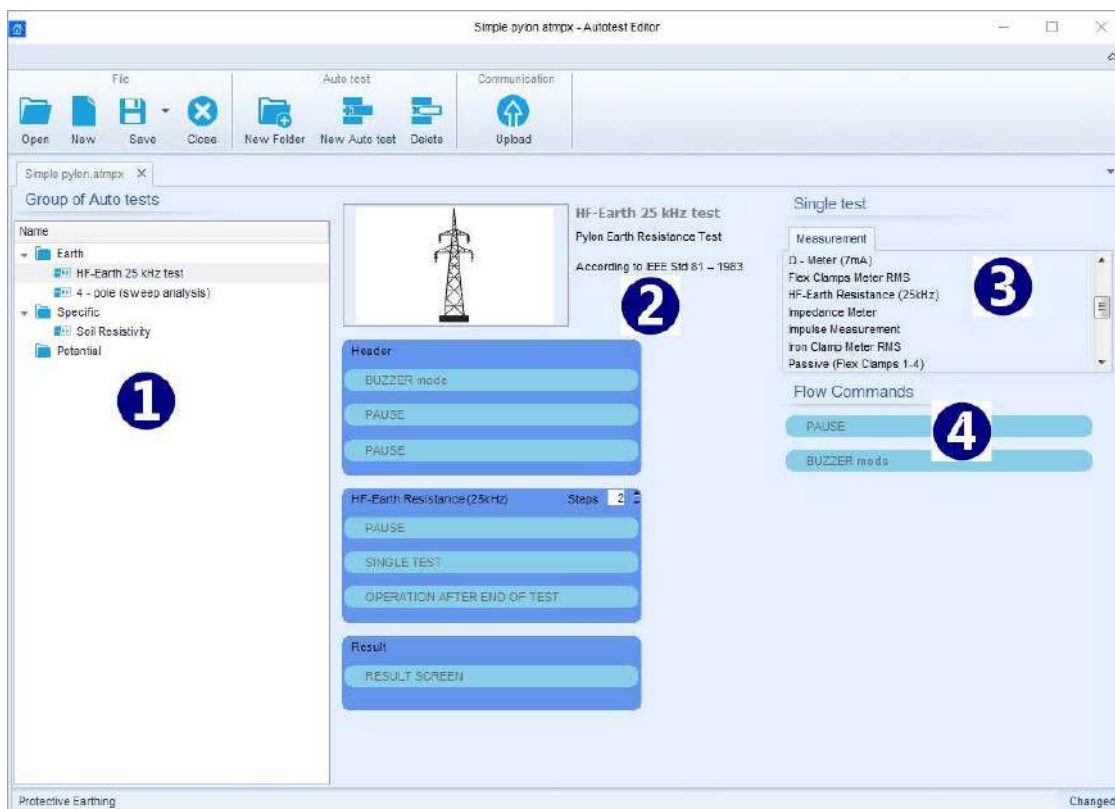 Simple pylon.atmpx - Autotest Editor
File
Auto test
Communication
Open
New
Save
Close
New Folder
New Auto test
Delete
Upload
Simple pylon.atmpx X
Group of Auto tests
Name
Earth
HF-Earth 25 kHz test
4 - pole (sweep analysis)
Specific
Soil Resistivity
Potential
1
HF-Earth 25 kHz test
Pylon Earth Resistance Test
According to IEEE Std 81 – 1983
2
Header
BUZZER mode
PAUSE
PAUSE
HF-Earth Resistance (25kHz) Steps 2
PAUSE
SINGLE TEST
OPERATION AFTER END OF TEST
Result
RESULT SCREEN
Single test
Measurement
Ω - Meter (7mA)
Flex Clamps Meter RMS
HF-Earth Resistance (25kHz)
Impedance Meter
Impulse Measurement
Iron Clamp Meter RMS
Passive (Flex Clamps 1-4)
3
Flow Commands
PAUSE
4
BUZZER mode
Protective Earthing
Changed